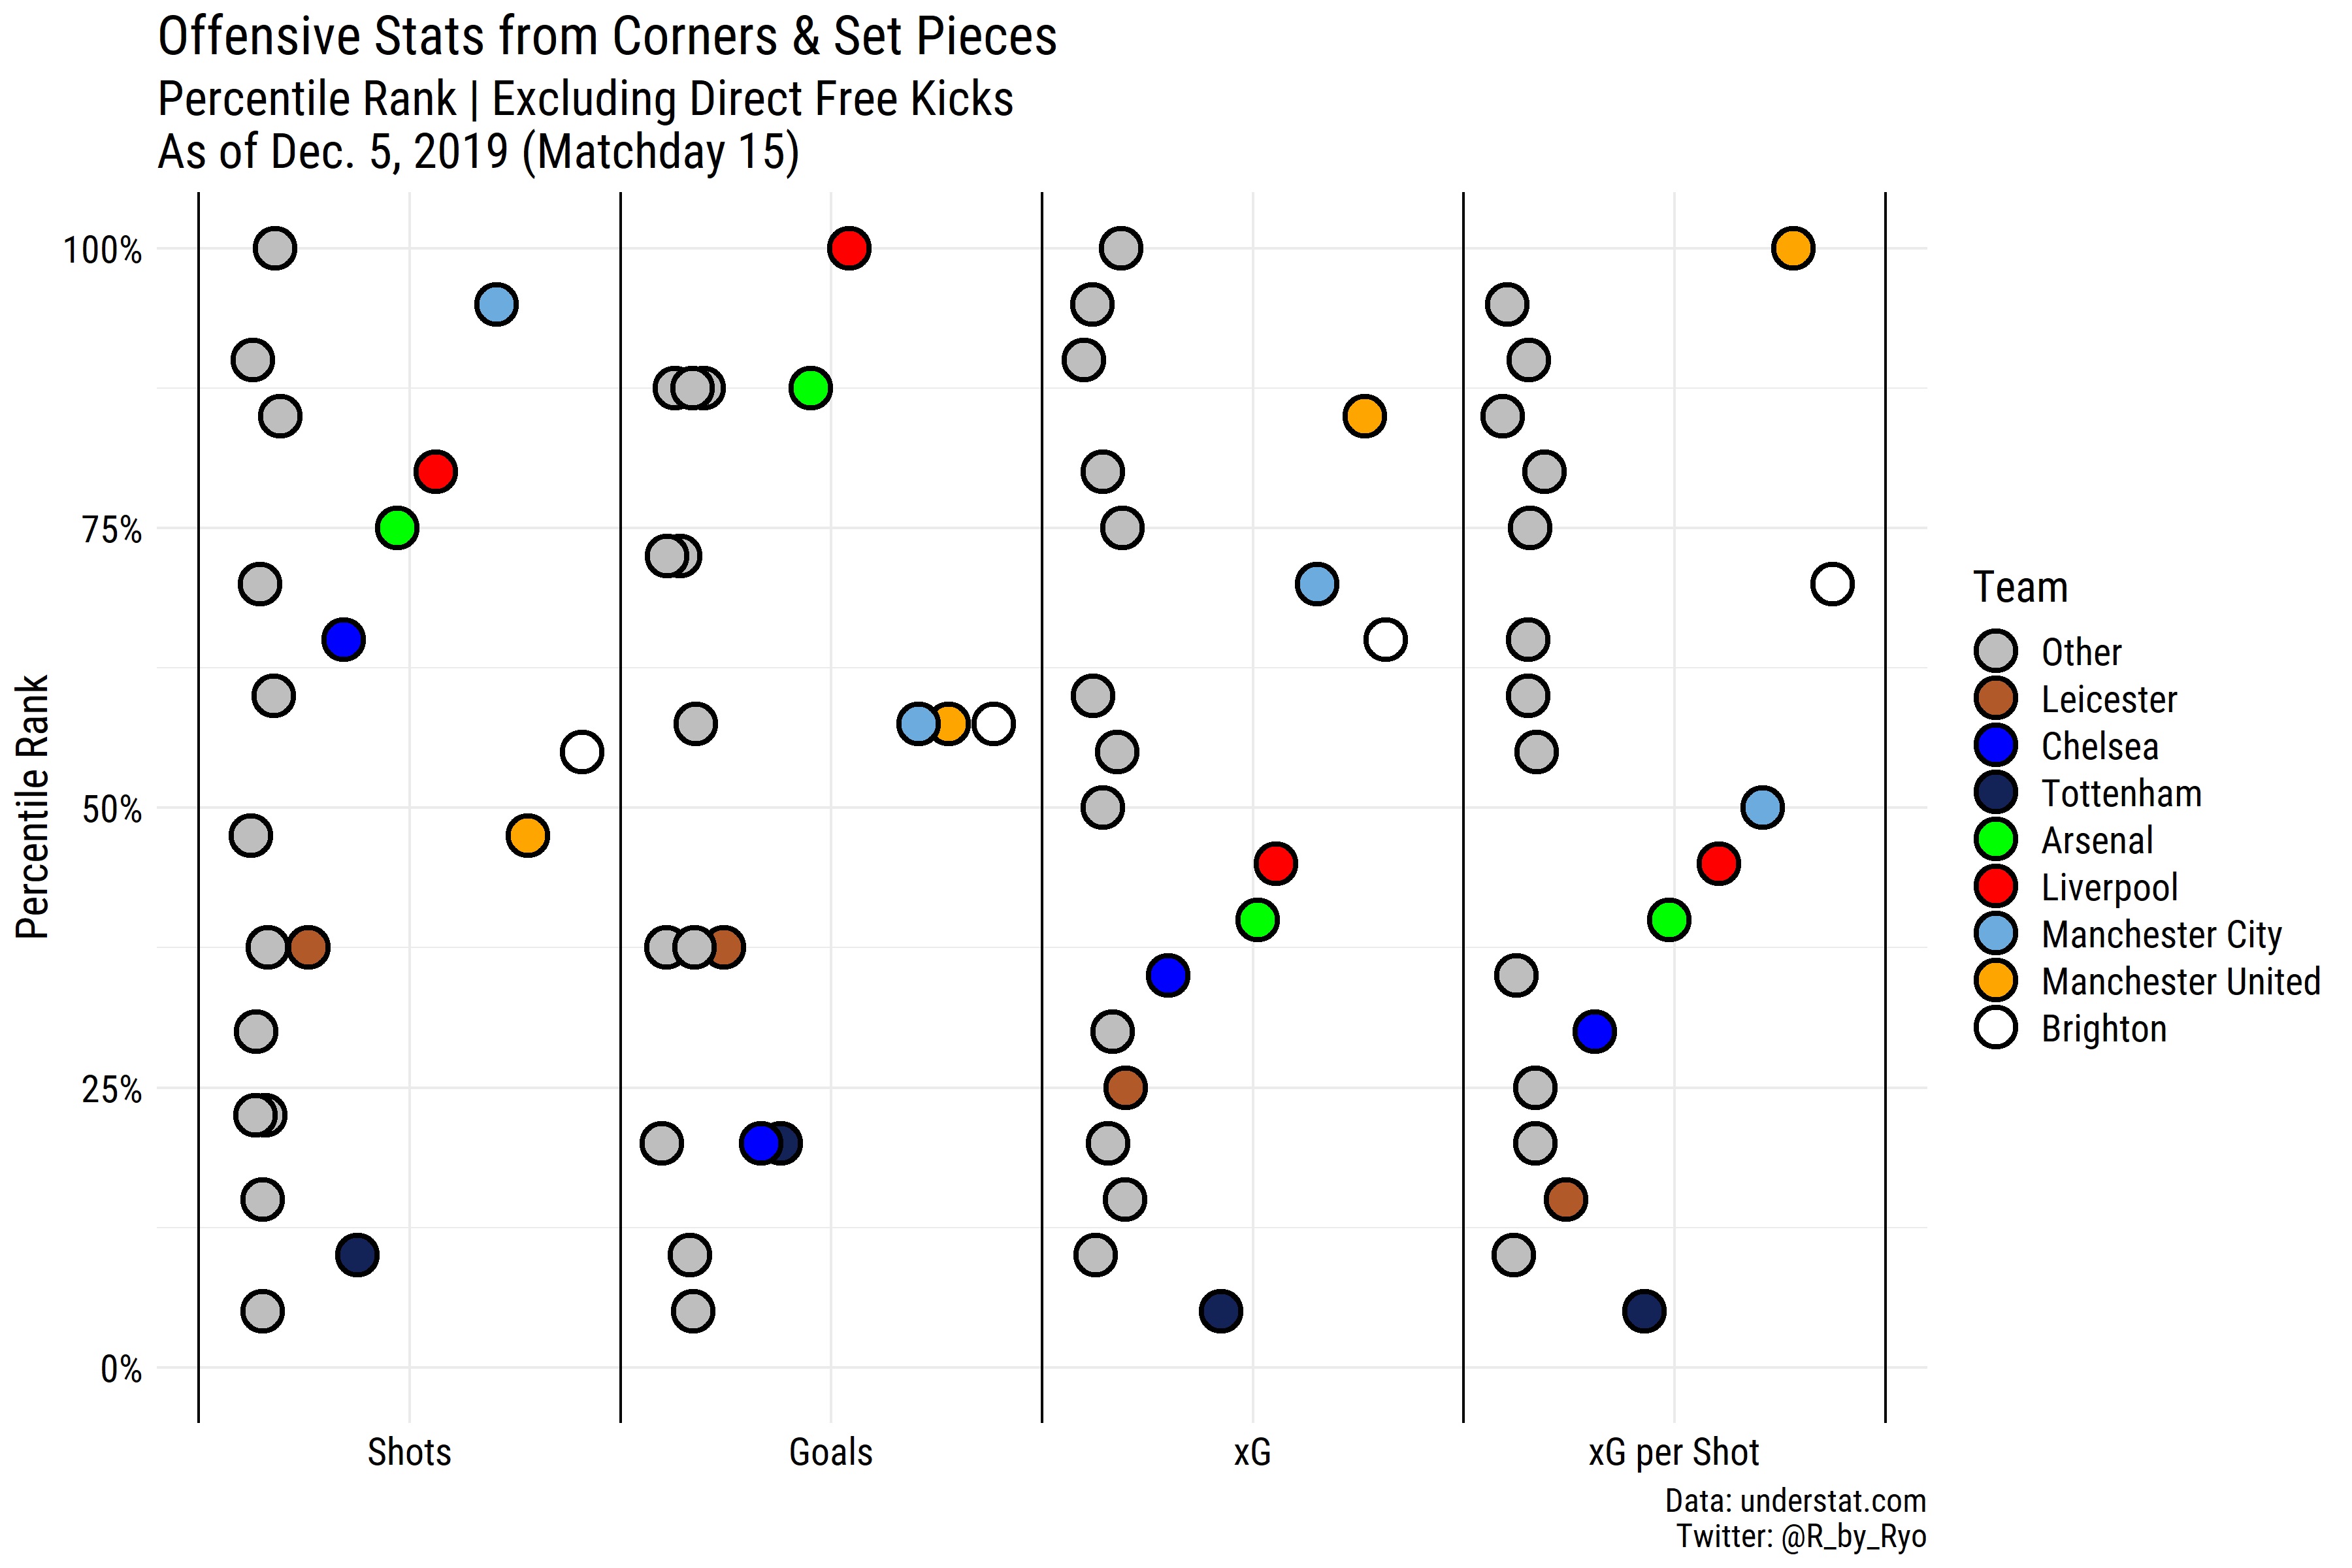 Offensive Stats from Corners & Set Pieces
Percentile Rank | Excluding Direct Free Kicks
As of Dec. 5, 2019 (Matchday 15)
Percentile Rank
100%
75%
50%
25%
0%
Shots
Goals
xG
xG per Shot
Team
Other
Leicester
Chelsea
Tottenham
Arsenal
Liverpool
Manchester City
Manchester United
Brighton
Data: understat.com
Twitter: @R_by_Ryo